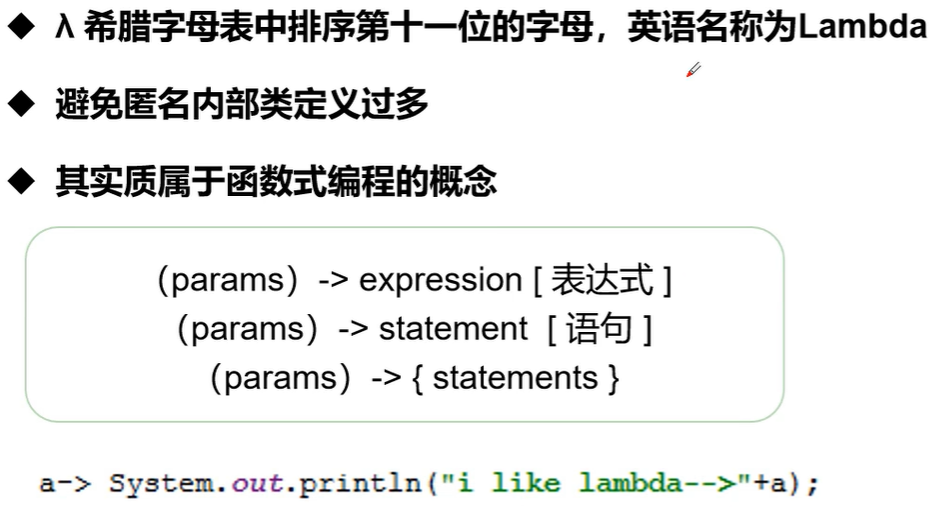 ◆ λ 希腊字母表中排序第十一位的字母，英语名称为Lambda
◆ 避免匿名内部类定义过多
◆ 其实质属于函数式编程的概念
（params）-> expression [ 表达式 ]
（params）-> statement [ 语句 ]
（params）-> { statements }
a-> System.out.println("i like lambda-->"+a);